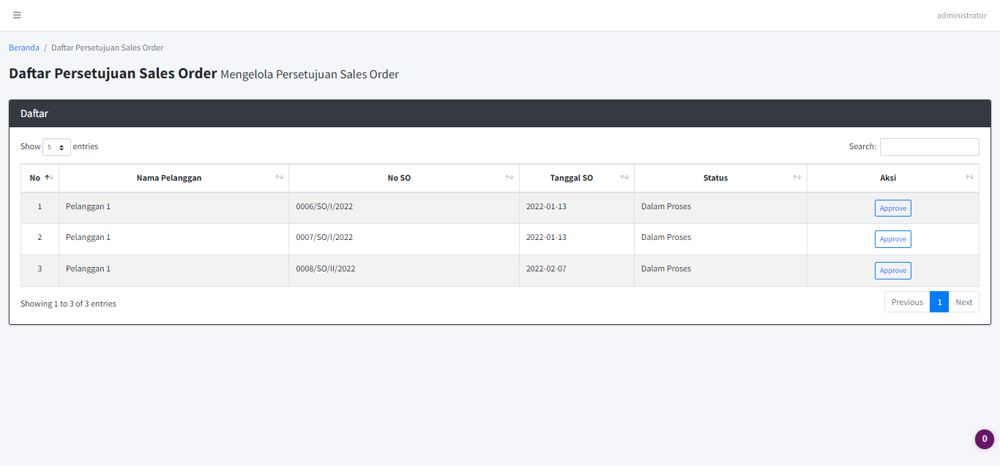 administrator
Beranda / Daftar Persetujuan Sales Order
Daftar Persetujuan Sales Order Mengelola Persetujuan Sales Order
Daftar
Show 5 entries Search:
No Nama Pelanggan No SO Tanggal SO Status Aksi
1 Pelanggan 1 0006/SO/I/2022 2022-01-13 Dalam Proses Approve
2 Pelanggan 1 0007/SO/I/2022 2022-01-13 Dalam Proses Approve
3 Pelanggan 1 0008/SO/II/2022 2022-02-07 Dalam Proses Approve
Showing 1 to 3 of 3 entries Previous 1 Next
0